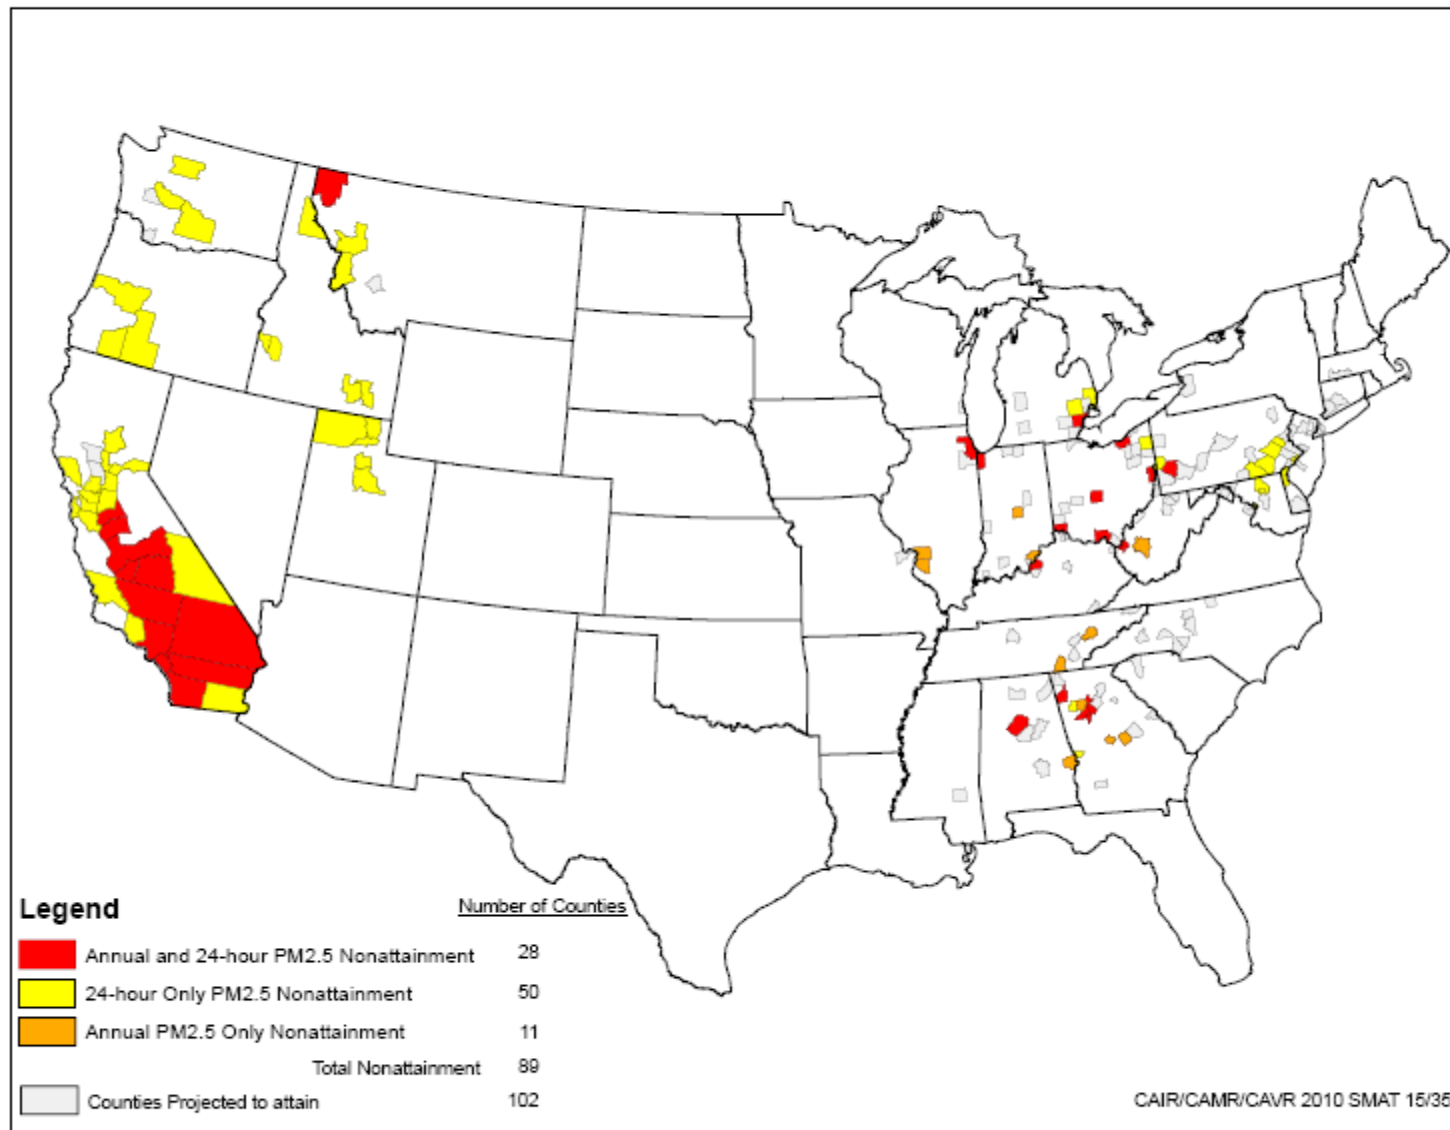 Legend
Number of Counties
Annual and 24-hour PM2.5 Nonattainment 28
24-hour Only PM2.5 Nonattainment 50
Annual PM2.5 Only Nonattainment 11
Total Nonattainment 89
Counties Projected to attain 102
CAIR/CAMR/CAVR 2010 SMAT 15/35